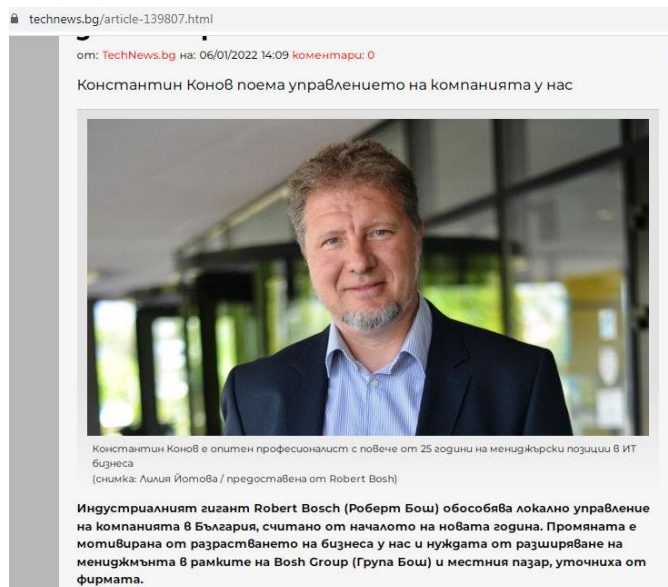 technews.bg/article-139807.html
от: TechNews.bg на: 06/01/2022 14:09 коментари: 0
Константин Конов поема управлението на компанията у нас
Константин Конов е опитен професионалист с повече от 25 години на мениджърски позиции в ИТ
бизнеса
(снимка: Лилия Йотова / предоставена от Robert Bosh)
Индустриалният гигант Robert Bosch (Роберт Бош) обособява локално управление
на компанията в България, считано от началото на новата година. Промяната е
мотивирана от разрастването на бизнеса у нас и нуждата от разширяване на
мениджмънта в рамките на Bosh Group (Група Бош) и местния пазар, уточниха от
фирмата.